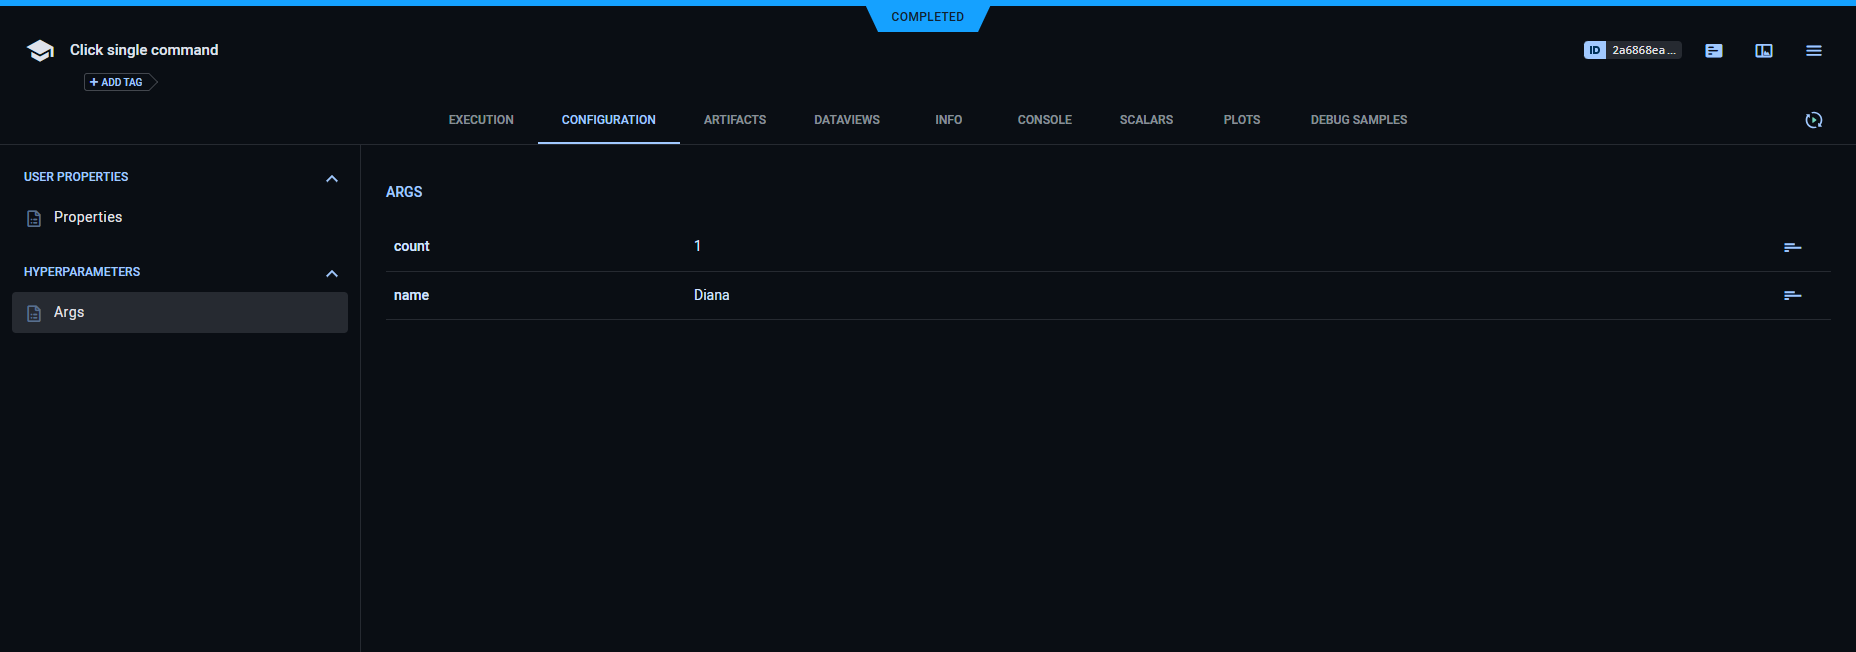 COMPLETED
Click single command
ID 2a6868ea...
+ ADD TAG
EXECUTION CONFIGURATION ARTIFACTS DATAVIEWS INFO CONSOLE SCALARS PLOTS DEBUG SAMPLES
USER PROPERTIES
Properties
HYPERPARAMETERS
Args
ARGS
count 1
name Diana